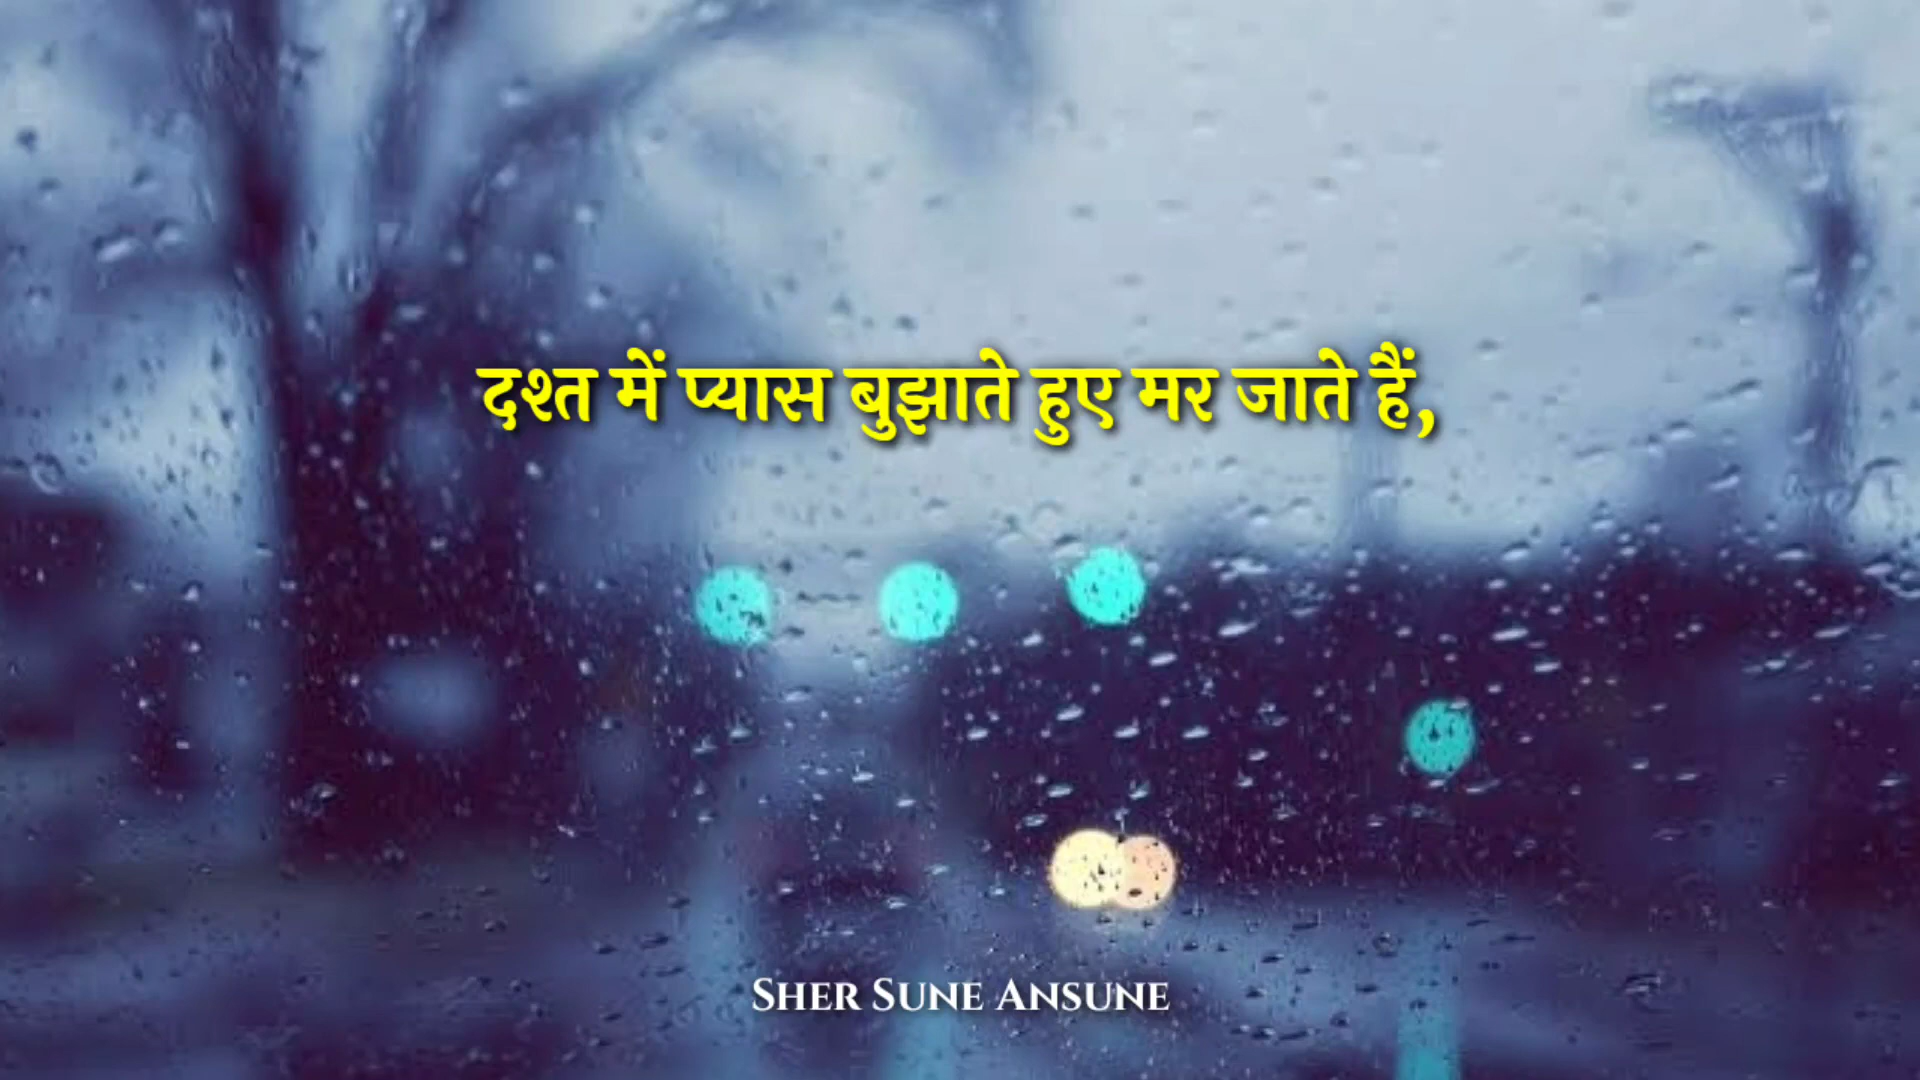 दश्त में प्यास बुझाते हुए मर जाते हैं,
Sher Sune Ansune